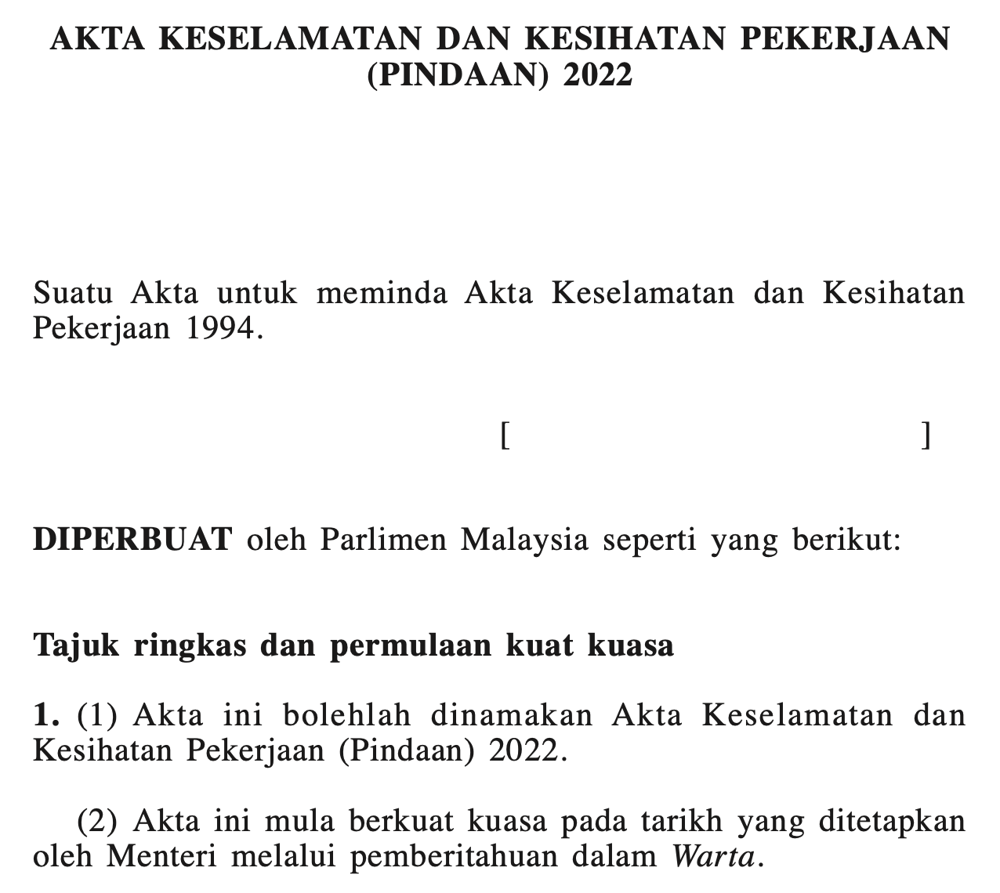 AKTA KESELAMATAN DAN KESIHATAN PEKERJAAN
(PINDAAN) 2022
Suatu Akta untuk meminda Akta Keselamatan dan Kesihatan
Pekerjaan 1994.
[ ]
DIPERBUAT oleh Parlimen Malaysia seperti yang berikut:
Tajuk ringkas dan permulaan kuat kuasa
1. (1) Akta ini bolehlah dinamakan Akta Keselamatan dan
Kesihatan Pekerjaan (Pindaan) 2022.
(2) Akta ini mula berkuat kuasa pada tarikh yang ditetapkan
oleh Menteri melalui pemberitahuan dalam Warta.